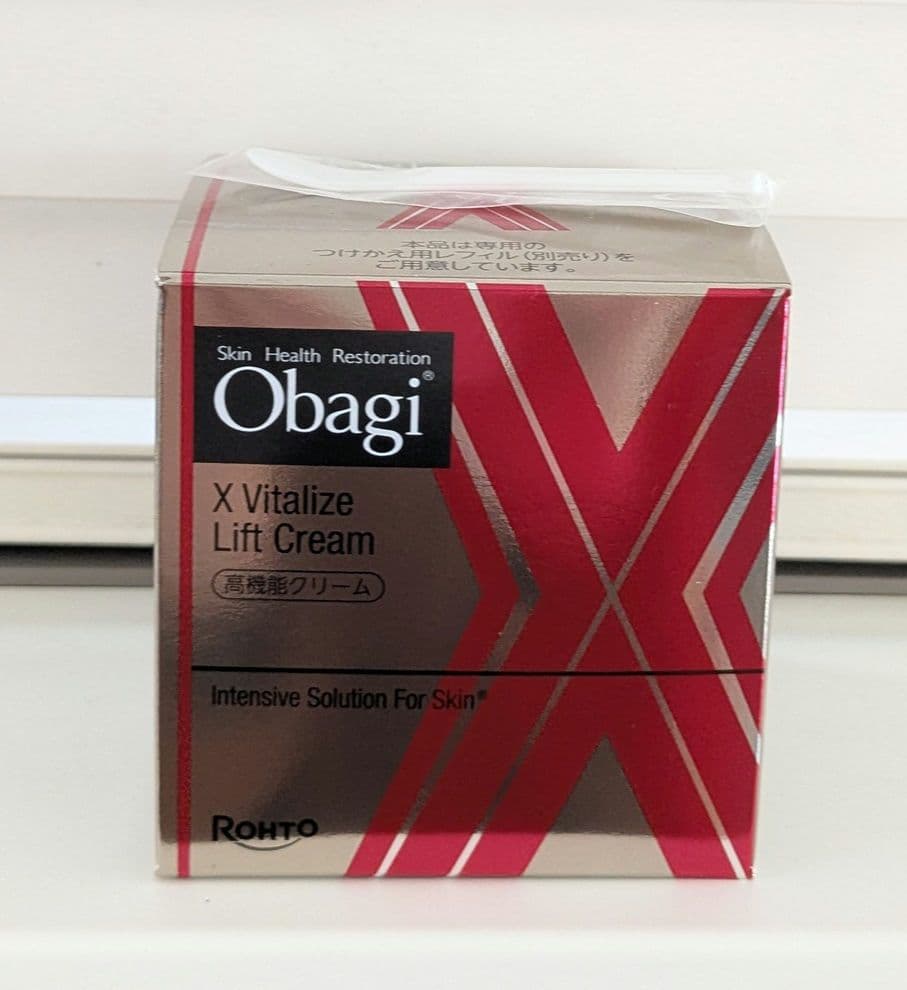 本品は専用の
つけかえ用レフィル(別売り)を
ご用意しています。
Skin Health Restoration
Obagi®
X Vitalize
Lift Cream
高機能クリーム
Intensive Solution For Skin®
ROHTO